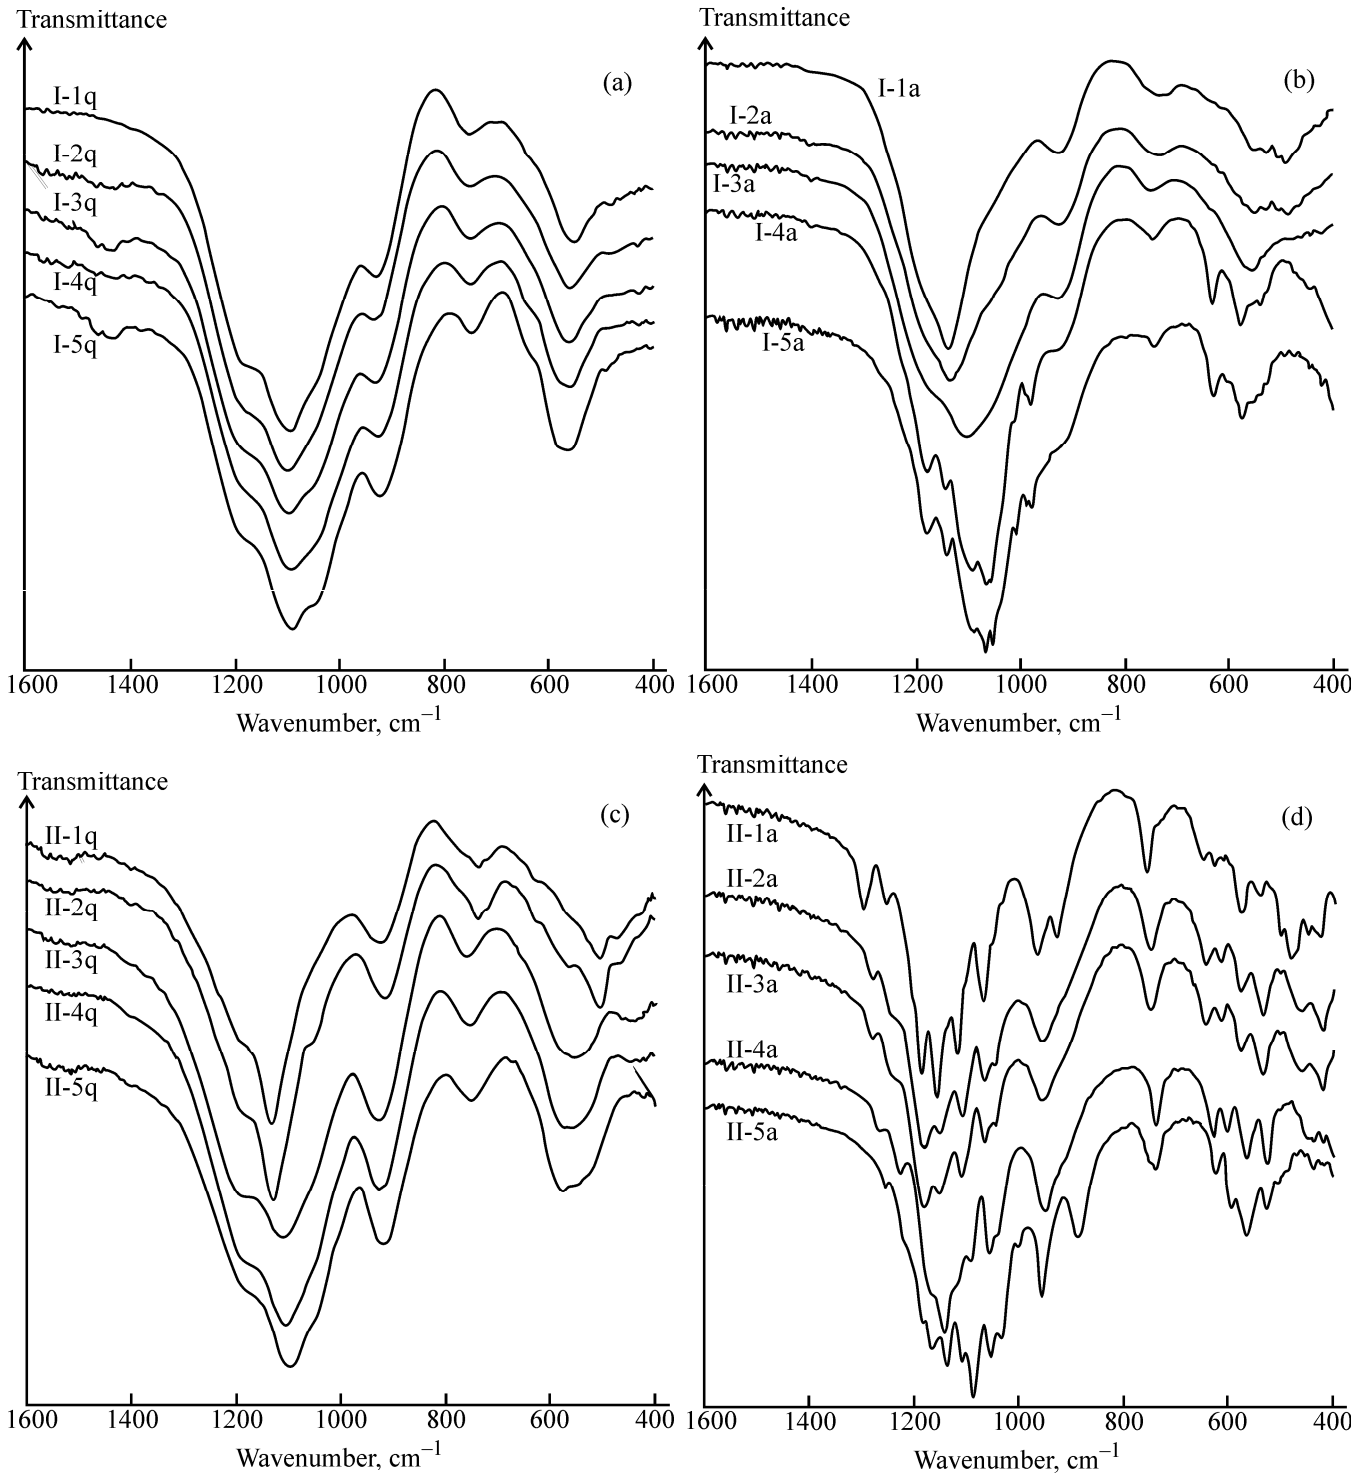 Transmittance
(a)
I-1q
I-2q
I-3q
I-4q
I-5q
1600 1400 1200 1000 800 600 400
Wavenumber, cm⁻¹
Transmittance
(b)
I-1a
I-2a
I-3a
I-4a
I-5a
1600 1400 1200 1000 800 600 400
Wavenumber, cm⁻¹
Transmittance
(c)
II-1q
II-2q
II-3q
II-4q
II-5q
1600 1400 1200 1000 800 600 400
Wavenumber, cm⁻¹
Transmittance
(d)
II-1a
II-2a
II-3a
II-4a
II-5a
1600 1400 1200 1000 800 600 400
Wavenumber, cm⁻¹